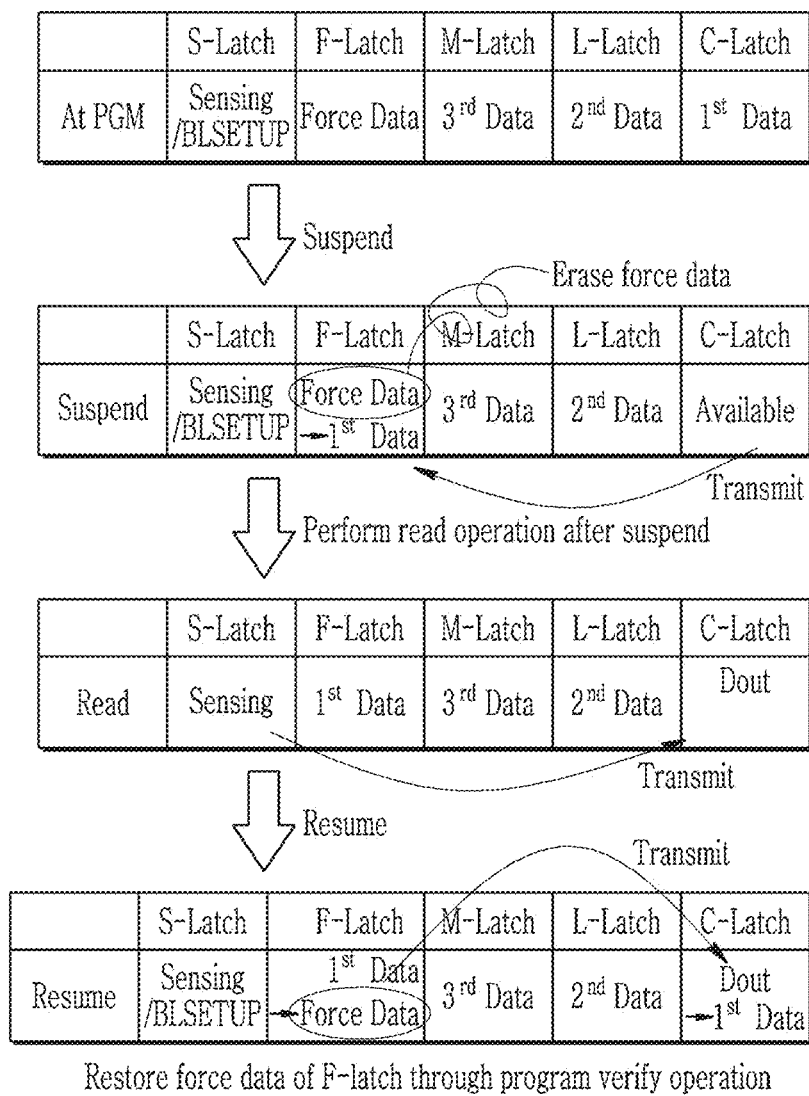 S-Latch F-Latch M-Latch L-Latch C-Latch
At PGM Sensing /BLSETUP Force Data 3rd Data 2nd Data 1st Data
Suspend
Erase force data
S-Latch F-Latch M-Latch L-Latch C-Latch
Suspend Sensing /BLSETUP Force Data →1st Data 3rd Data 2nd Data Available
Transmit
Perform read operation after suspend
S-Latch F-Latch M-Latch L-Latch C-Latch
Read Sensing 1st Data 3rd Data 2nd Data Dout
Transmit
Resume
Transmit
S-Latch F-Latch M-Latch L-Latch C-Latch
Resume Sensing /BLSETUP 1st Data →Force Data 3rd Data 2nd Data Dout →1st Data
Restore force data of F-latch through program verify operation